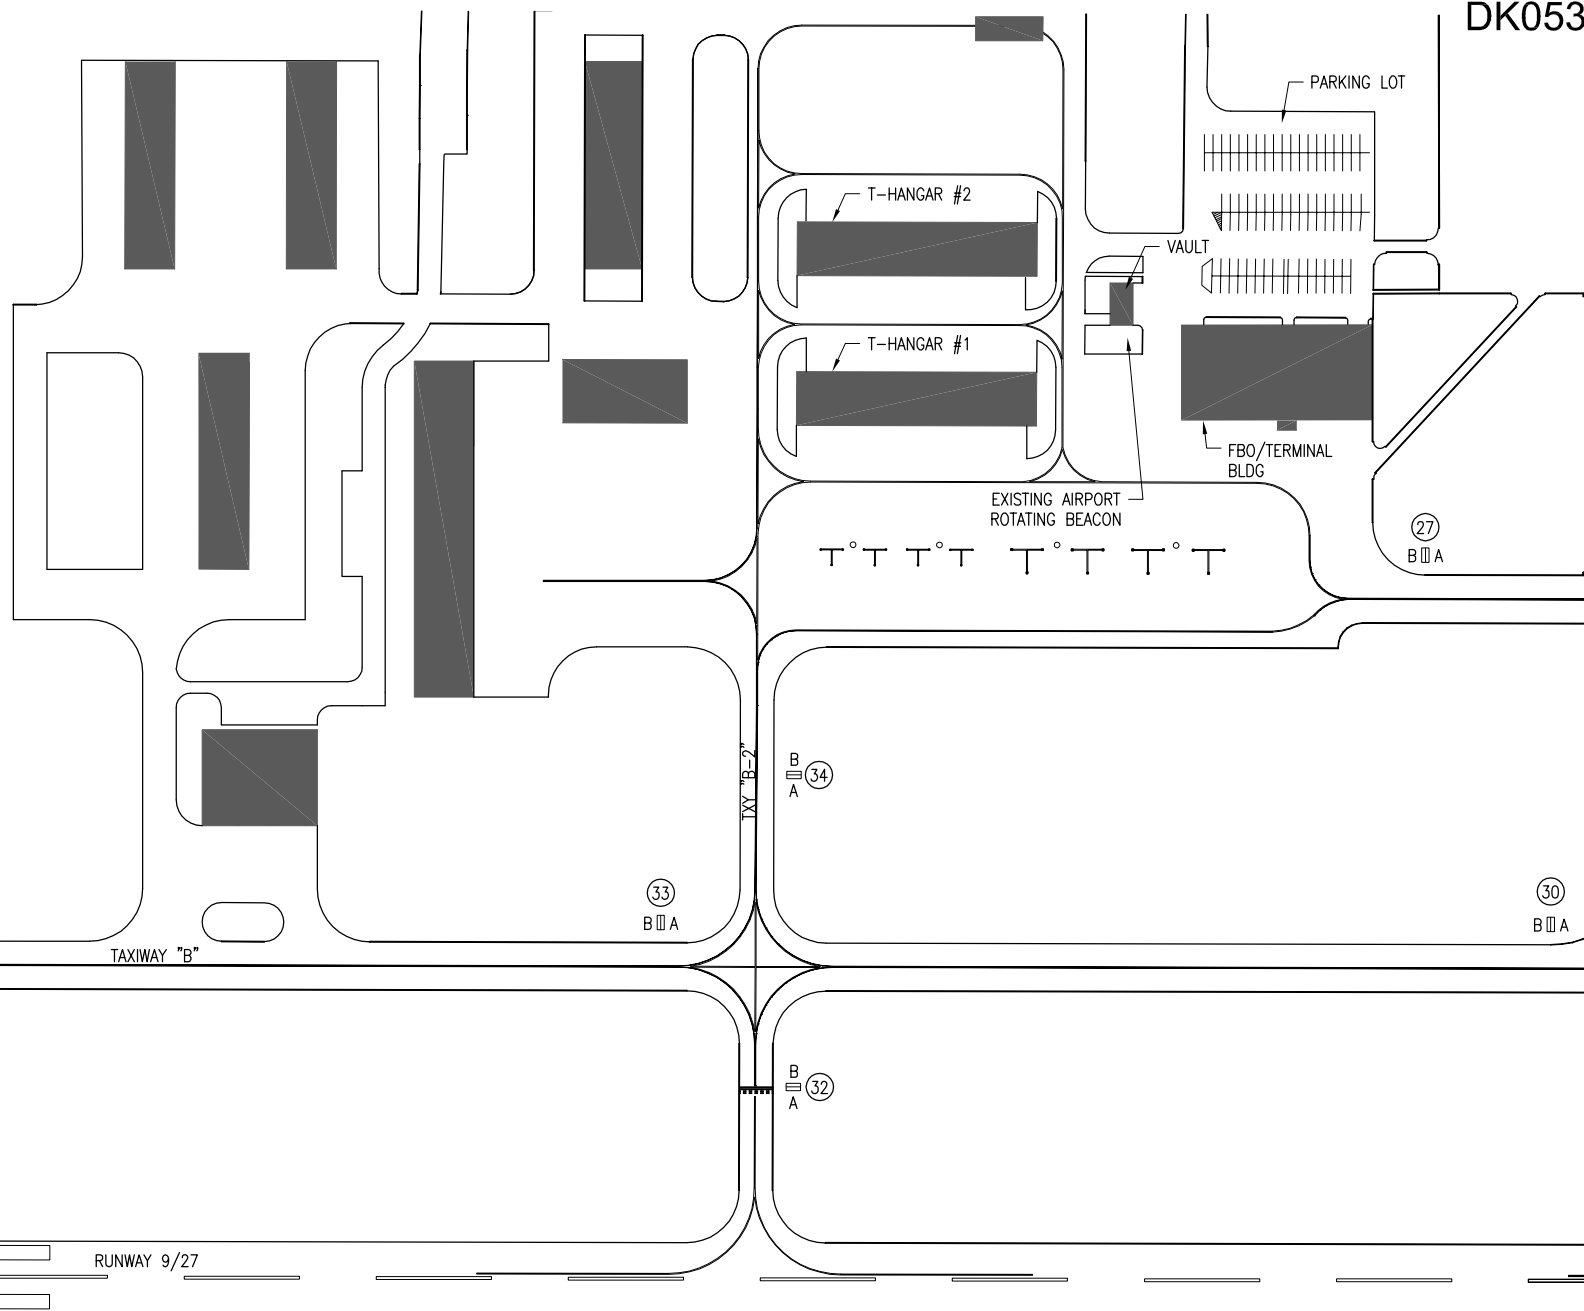 DK053
PARKING LOT
T-HANGAR #2
VAULT
T-HANGAR #1
FBO/TERMINAL
BLDG
EXISTING AIRPORT
ROTATING BEACON
27
B A
TXY "B-2"
B
34
A
33
B A
30
B A
TAXIWAY "B"
B
32
A
RUNWAY 9/27